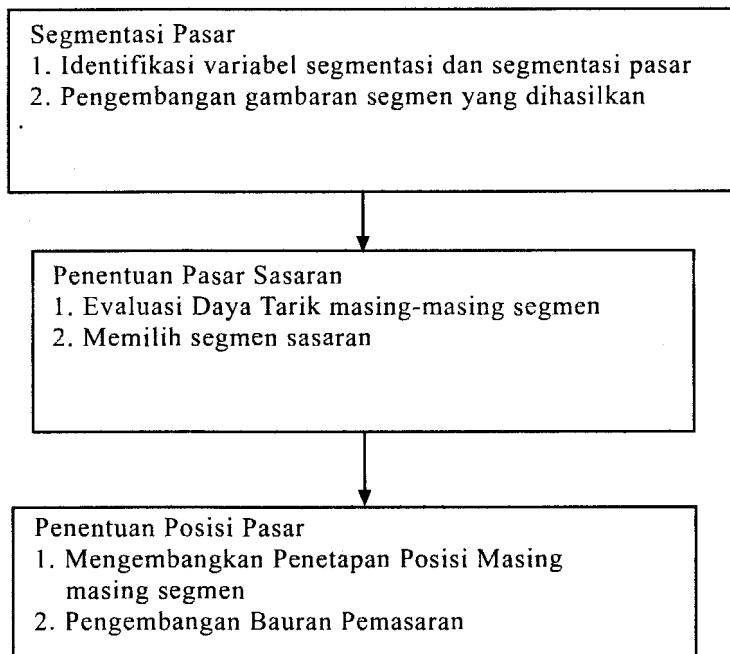 Segmentasi Pasar
1. Identifikasi variabel segmentasi dan segmentasi pasar
2. Pengembangan gambaran segmen yang dihasilkan
Penentuan Pasar Sasaran
1. Evaluasi Daya Tarik masing-masing segmen
2. Memilih segmen sasaran
Penentuan Posisi Pasar
1. Mengembangkan Penetapan Posisi Masing
masing segmen
2. Pengembangan Bauran Pemasaran